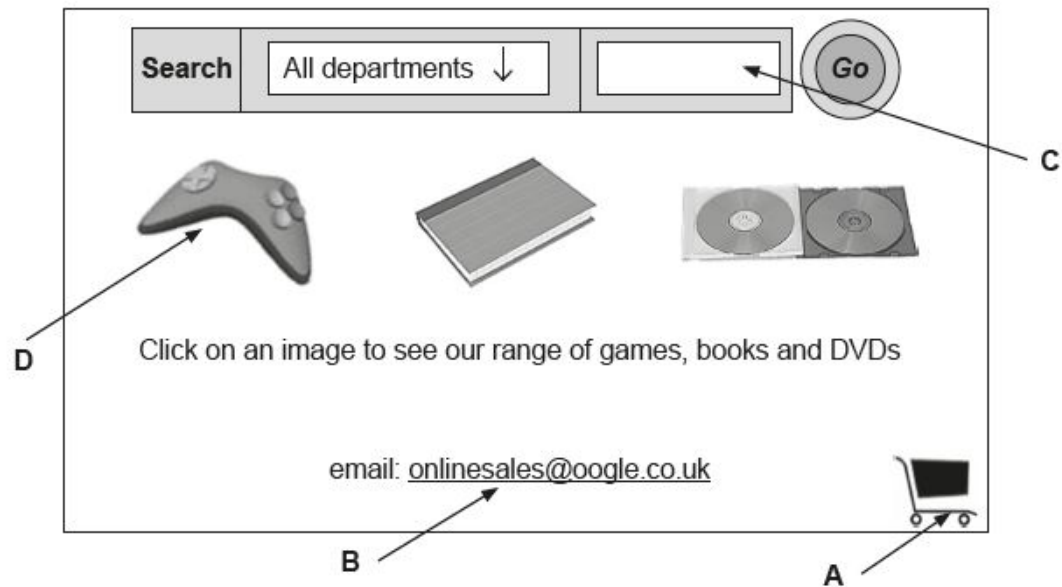 Search All departments ↓ Go
C
D
Click on an image to see our range of games, books and DVDs
email: onlinesales@oogle.co.uk
B
A